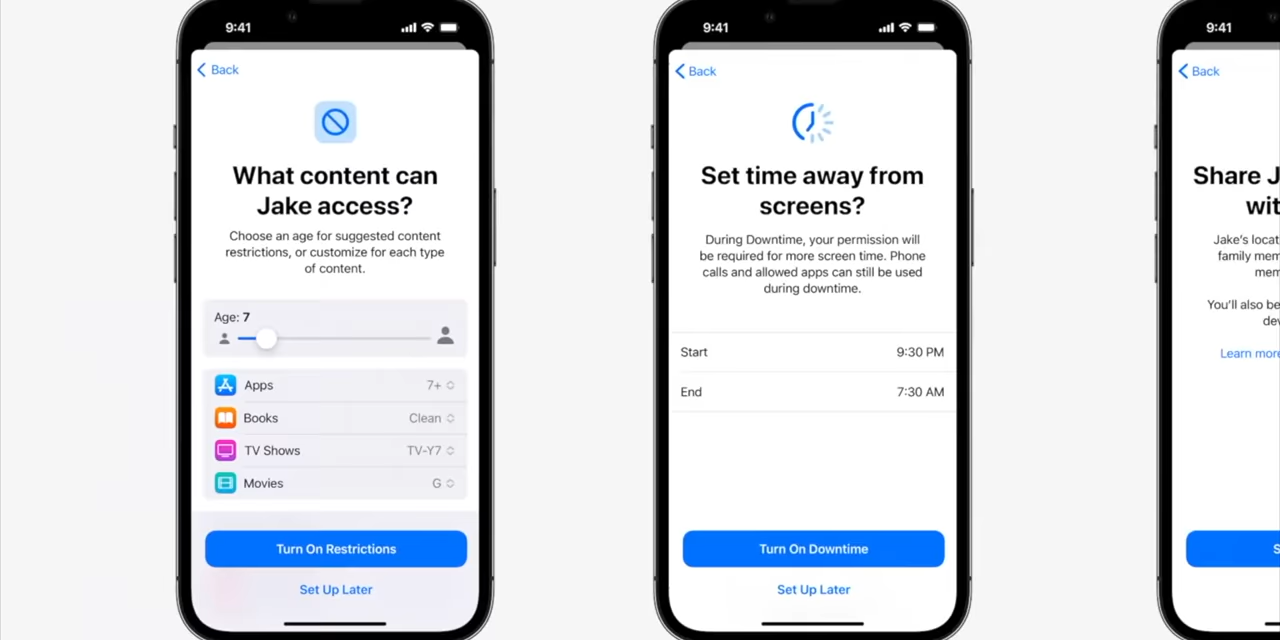 9:41
Back
What content can
Jake access?
Choose an age for suggested content
restrictions, or customize for each type
of content.
Age: 7
Apps 7+
Books Clean
TV Shows TV-Y7
Movies G
Turn On Restrictions
Set Up Later
9:41
Back
Set time away from
screens?
During Downtime, your permission will
be required for more screen time. Phone
calls and allowed apps can still be used
during downtime.
Start 9:30 PM
End 7:30 AM
Turn On Downtime
Set Up Later
9:41
Back
Share J
wit
Jake's locat
family mem
mem
You'll also be
dev
Learn more
S